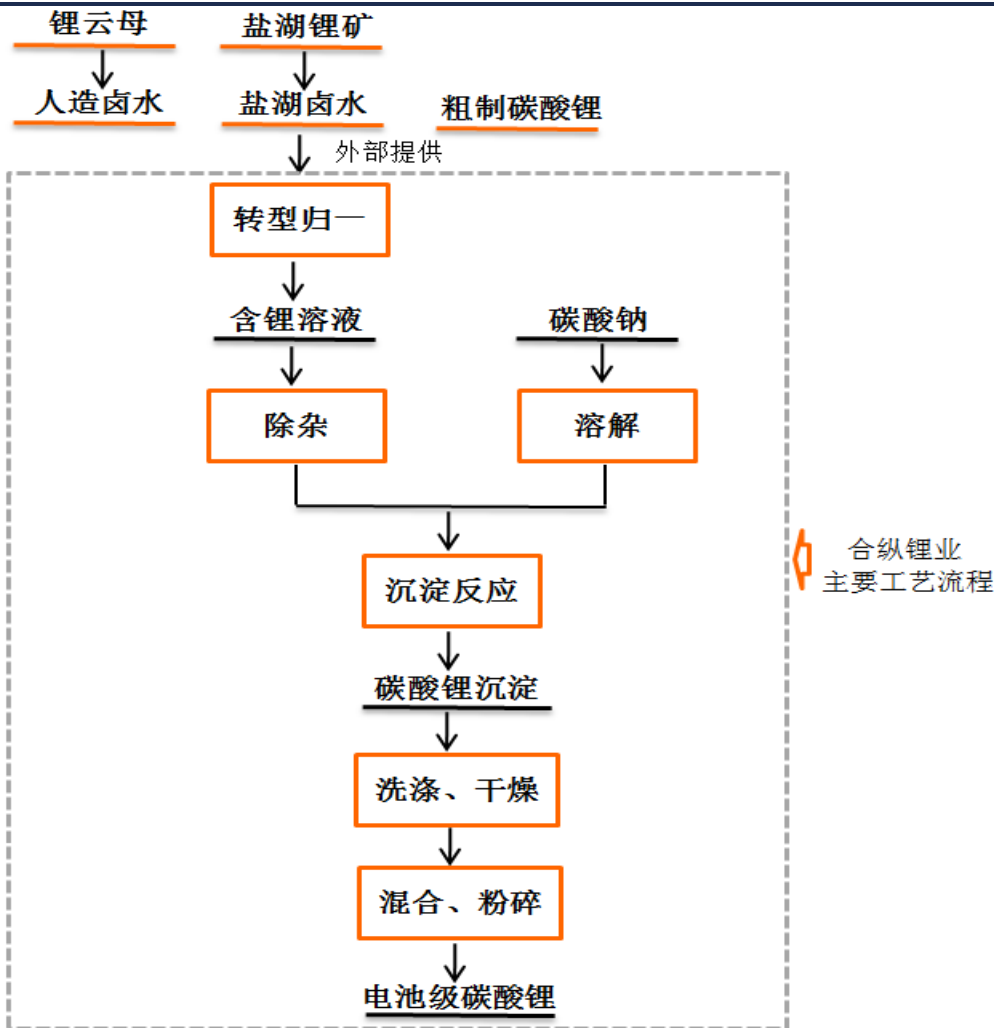 锂云母
盐湖锂矿
人造卤水
盐湖卤水
粗制碳酸锂
外部提供
转型归一
含锂溶液
碳酸钠
除杂
溶解
沉淀反应
合纵锂业
主要工艺流程
碳酸锂沉淀
洗涤、干燥
混合、粉碎
电池级碳酸锂